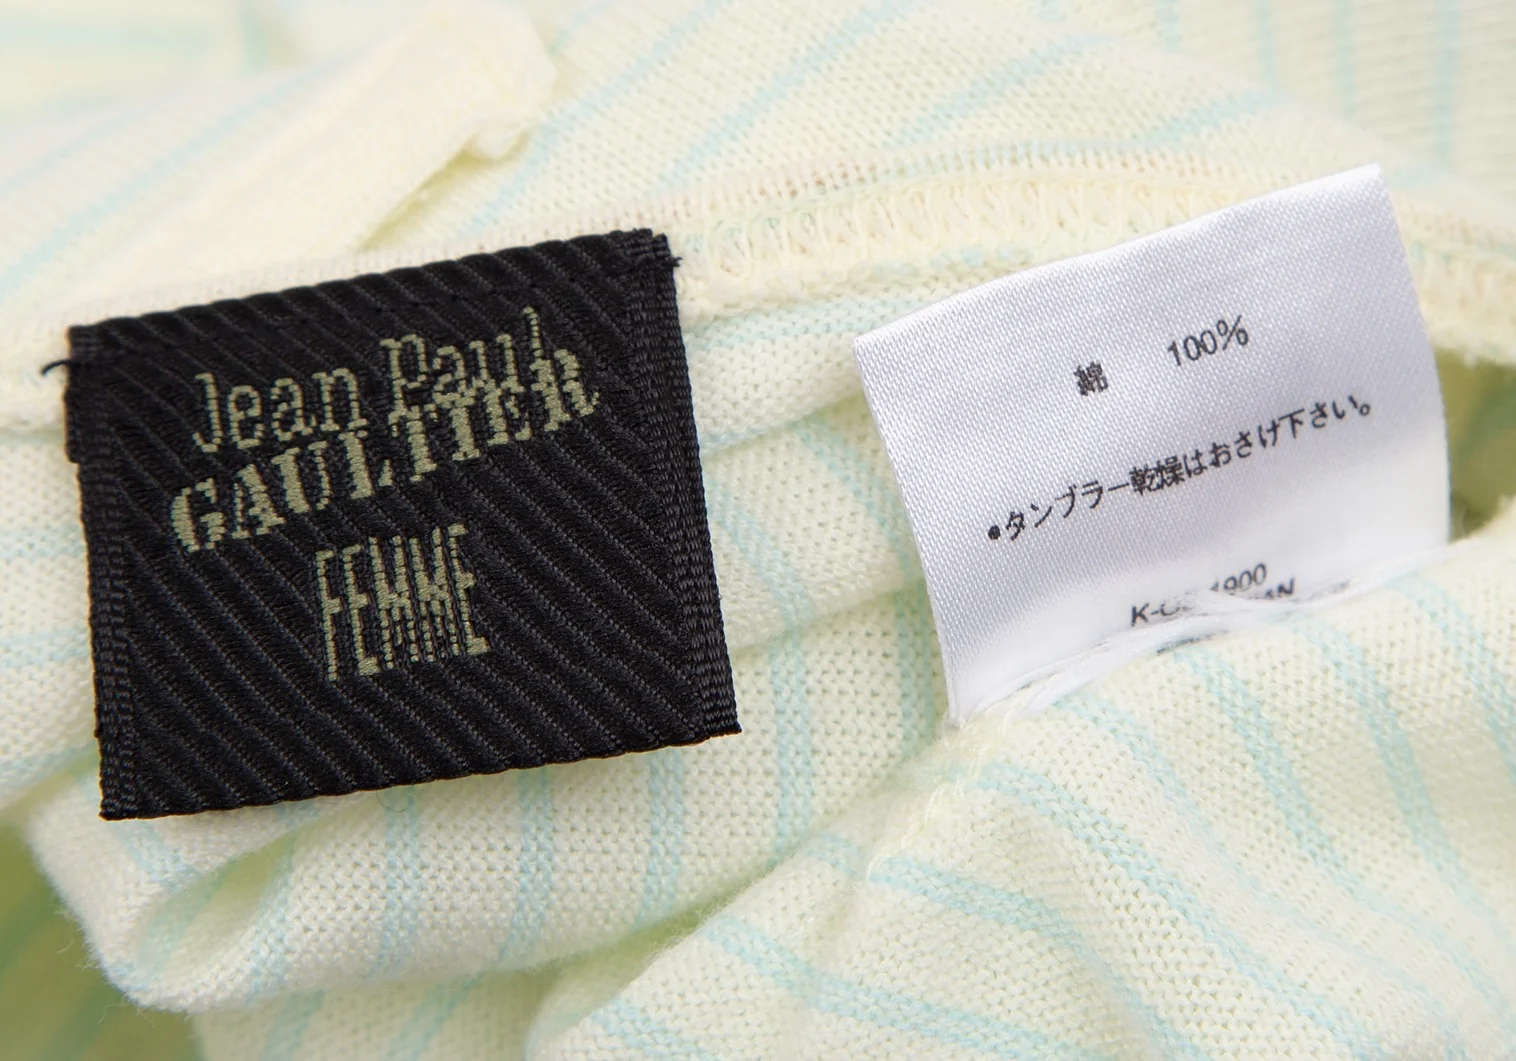 Jean Paul
GAULTIER
FEMME
綿 100%
•タンブラー乾燥はおさけ下さい。